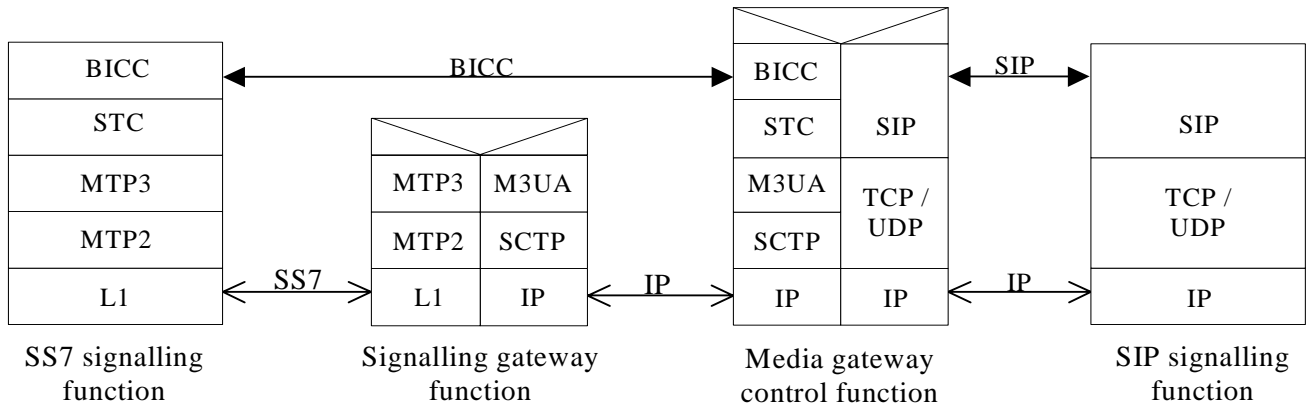 BICC
STC
MTP3
MTP2
L1
SS7 signalling
function
BICC
SS7
MTP3
M3UA
MTP2
SCTP
L1
IP
Signalling gateway
function
IP
BICC
STC
SIP
M3UA
TCP /
UDP
SCTP
IP
IP
Media gateway
control function
SIP
IP
SIP
TCP /
UDP
IP
SIP signalling
function